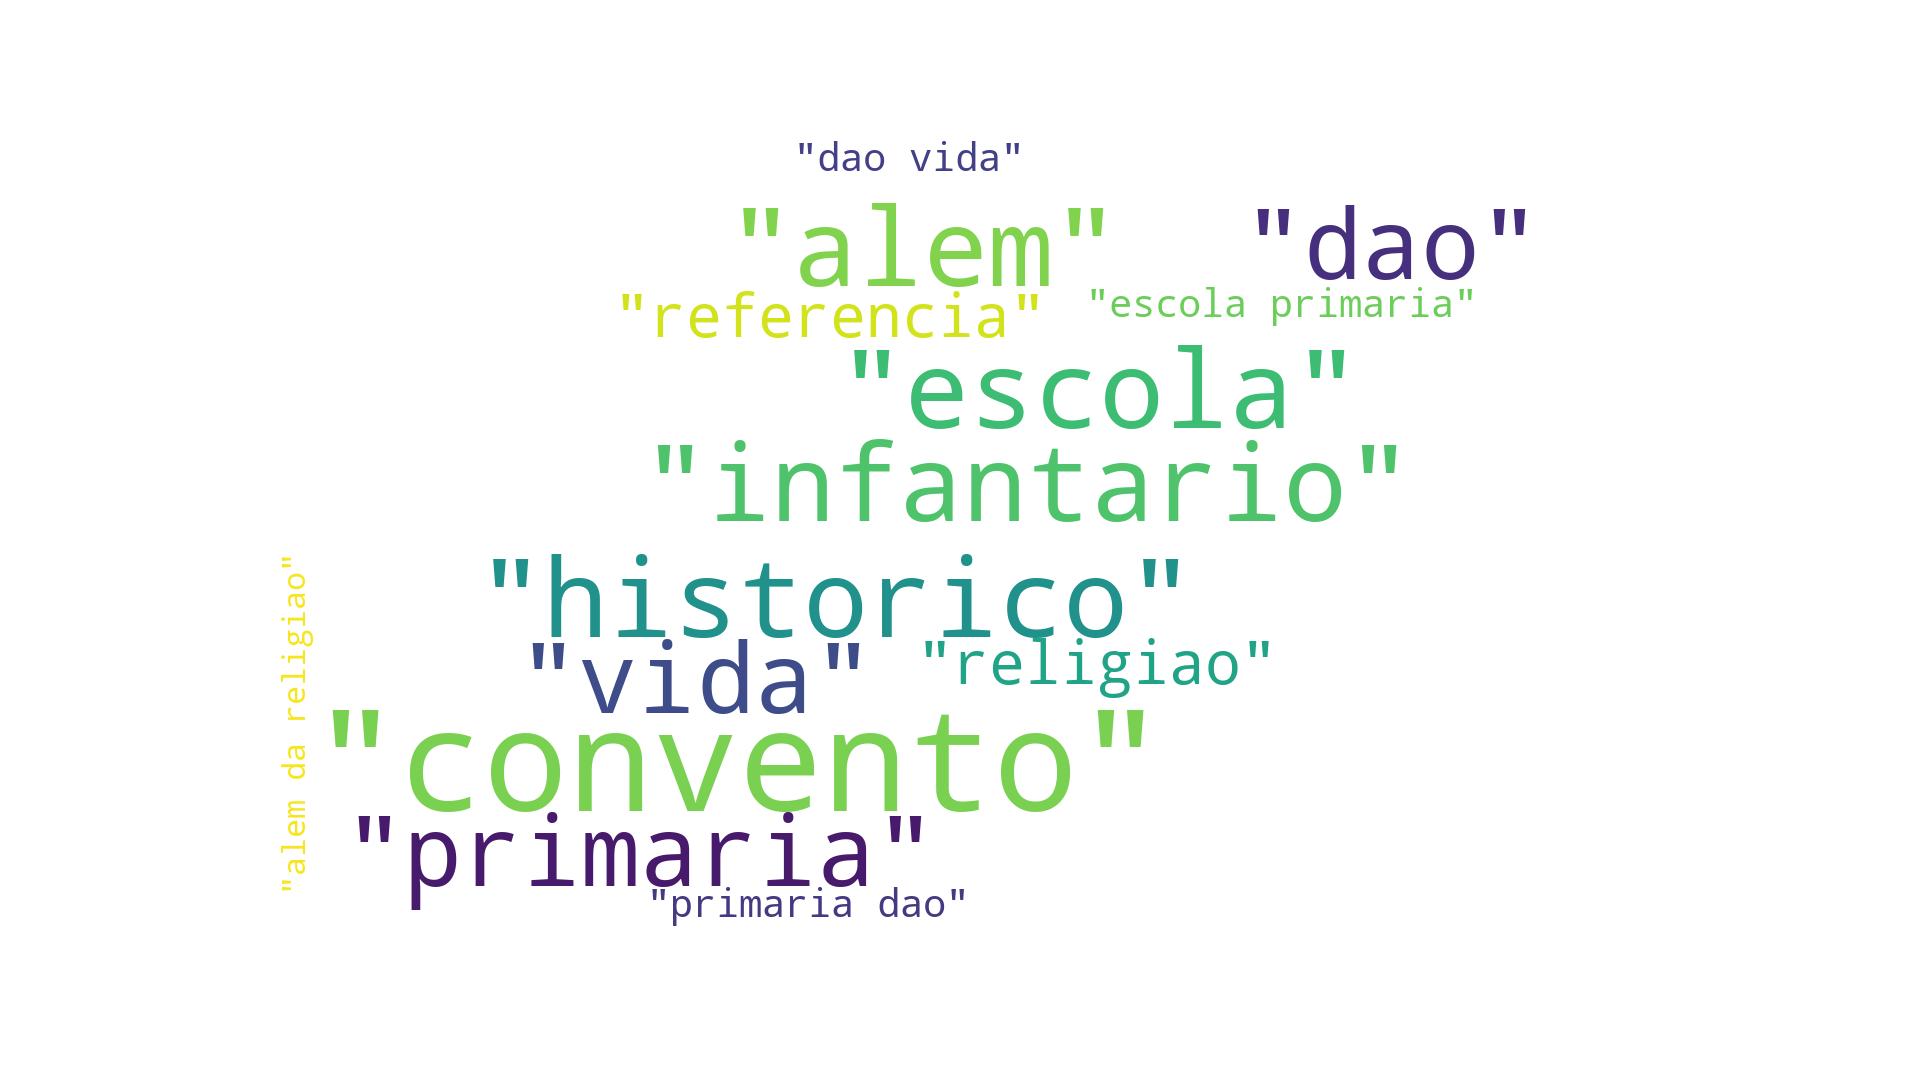 "dao vida"
"alem" "dao"
"referencia" "escola primaria"
"escola"
"infantario"
"historico"
"vida" "religiao"
"alem da religiao"
"convento"
"primaria"
"primaria dao"